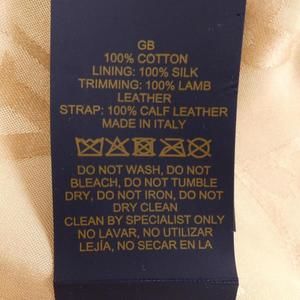 GB
100% COTTON
LINING: 100% SILK
TRIMMING: 100% LAMB
LEATHER
STRAP: 100% CALF LEATHER
MADE IN ITALY
DO NOT WASH, DO NOT
BLEACH, DO NOT TUMBLE
DRY, DO NOT IRON, DO NOT
DRY CLEAN
CLEAN BY SPECIALIST ONLY
NO LAVAR, NO UTILIZAR
LEJÍA, NO SECAR EN LA